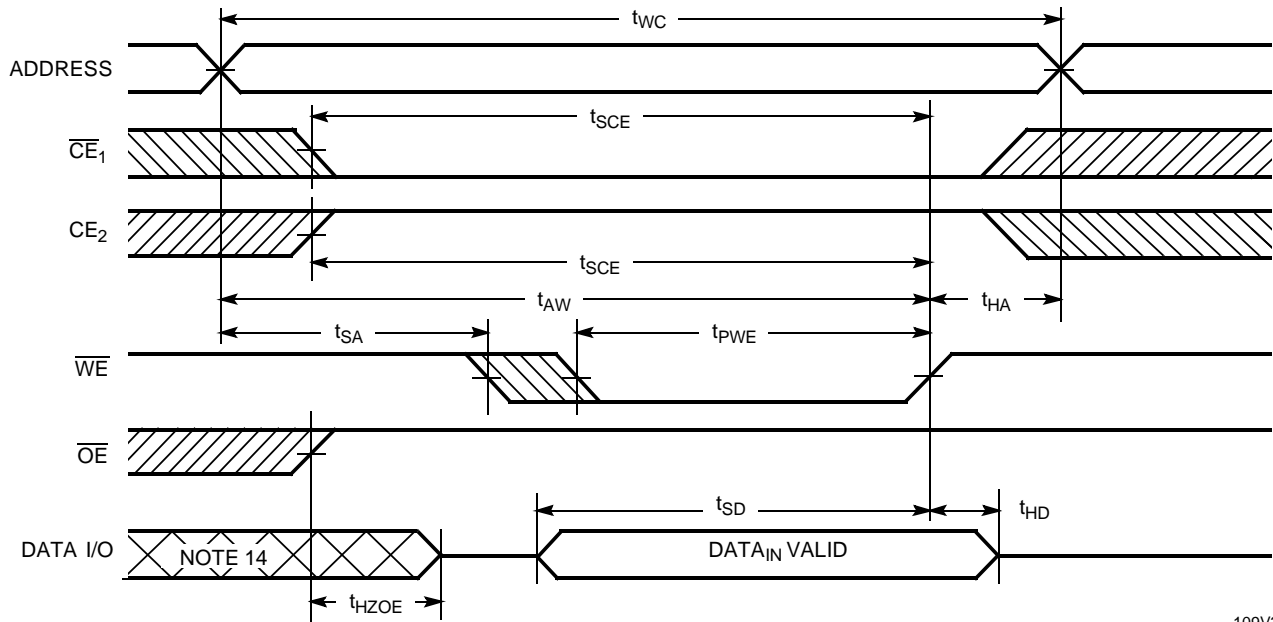 tWC
ADDRESS
tSCE
CE1
CE2
tSCE
tAW
tHA
tSA
tPWE
WE
OE
tSD
tHD
DATA I/O
NOTE 14
DATAIN VALID
tHZOE